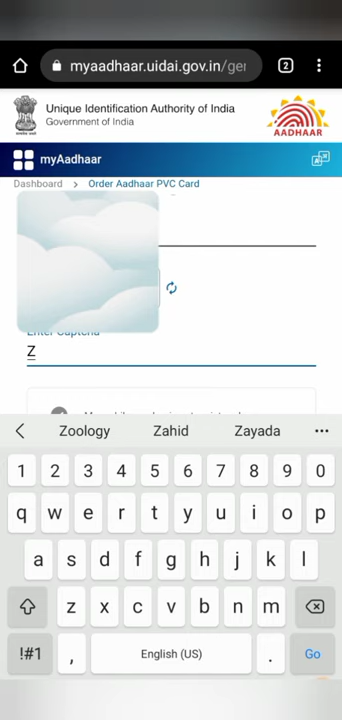 myaadhaar.uidai.gov.in/ger
2
Unique Identification Authority of India
Government of India
AADHAAR
myAadhaar
Dashboard > Order Aadhaar PVC Card
Enter Captcha
Z
Zoology Zahid Zayada
1 2 3 4 5 6 7 8 9 0
q w e r t y u i o p
a s d f g h j k l
z x c v b n m
!#1 , English (US) . Go